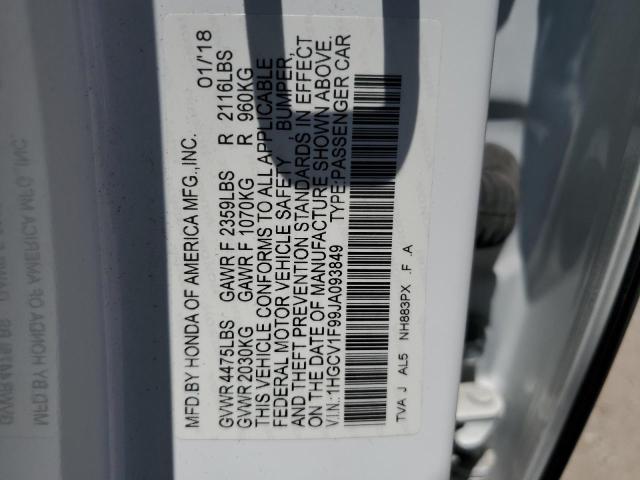 MFD.BY HONDA OF AMERICA MFG.,INC. 01/'18
GVWR 4475LBS GAWR F 2359LBS R 2116LBS
GVWR 2030KG GAWR F 1070KG R 960KG
THIS VEHICLE CONFORMS TO ALL APPLICABLE
FEDERAL MOTOR VEHICLE SAFETY, BUMPER,
AND THEFT PREVENTION STANDARDS IN EFFECT
ON THE DATE OF MANUFACTURE SHOWN ABOVE.
V.I.N.: 1HGCV1F99JA093849 TYPE:PASSENGER CAR
TVA J AL5 NH883PX .F .A